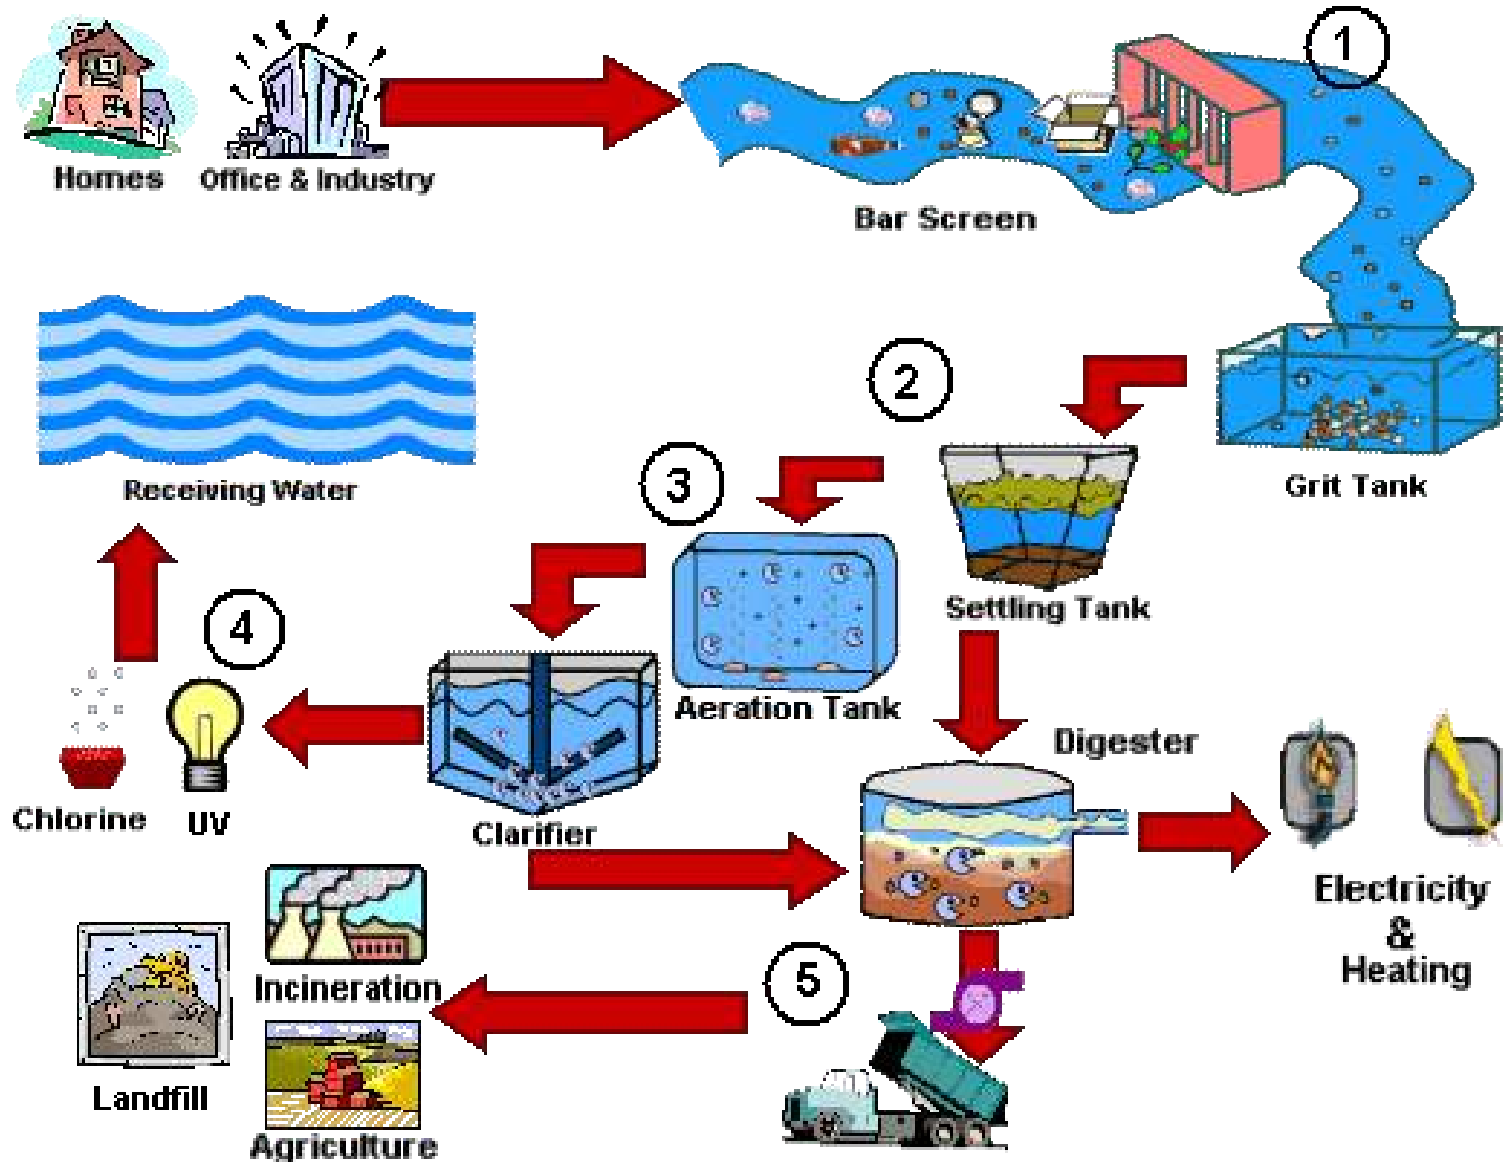 1
Homes
Office & Industry
Bar Screen
2
3
Receiving Water
Grit Tank
4
Settling Tank
Aeration Tank
Digester
Chlorine
UV
Clarifier
Electricity
&
Heating
5
Incineration
Landfill
Agriculture